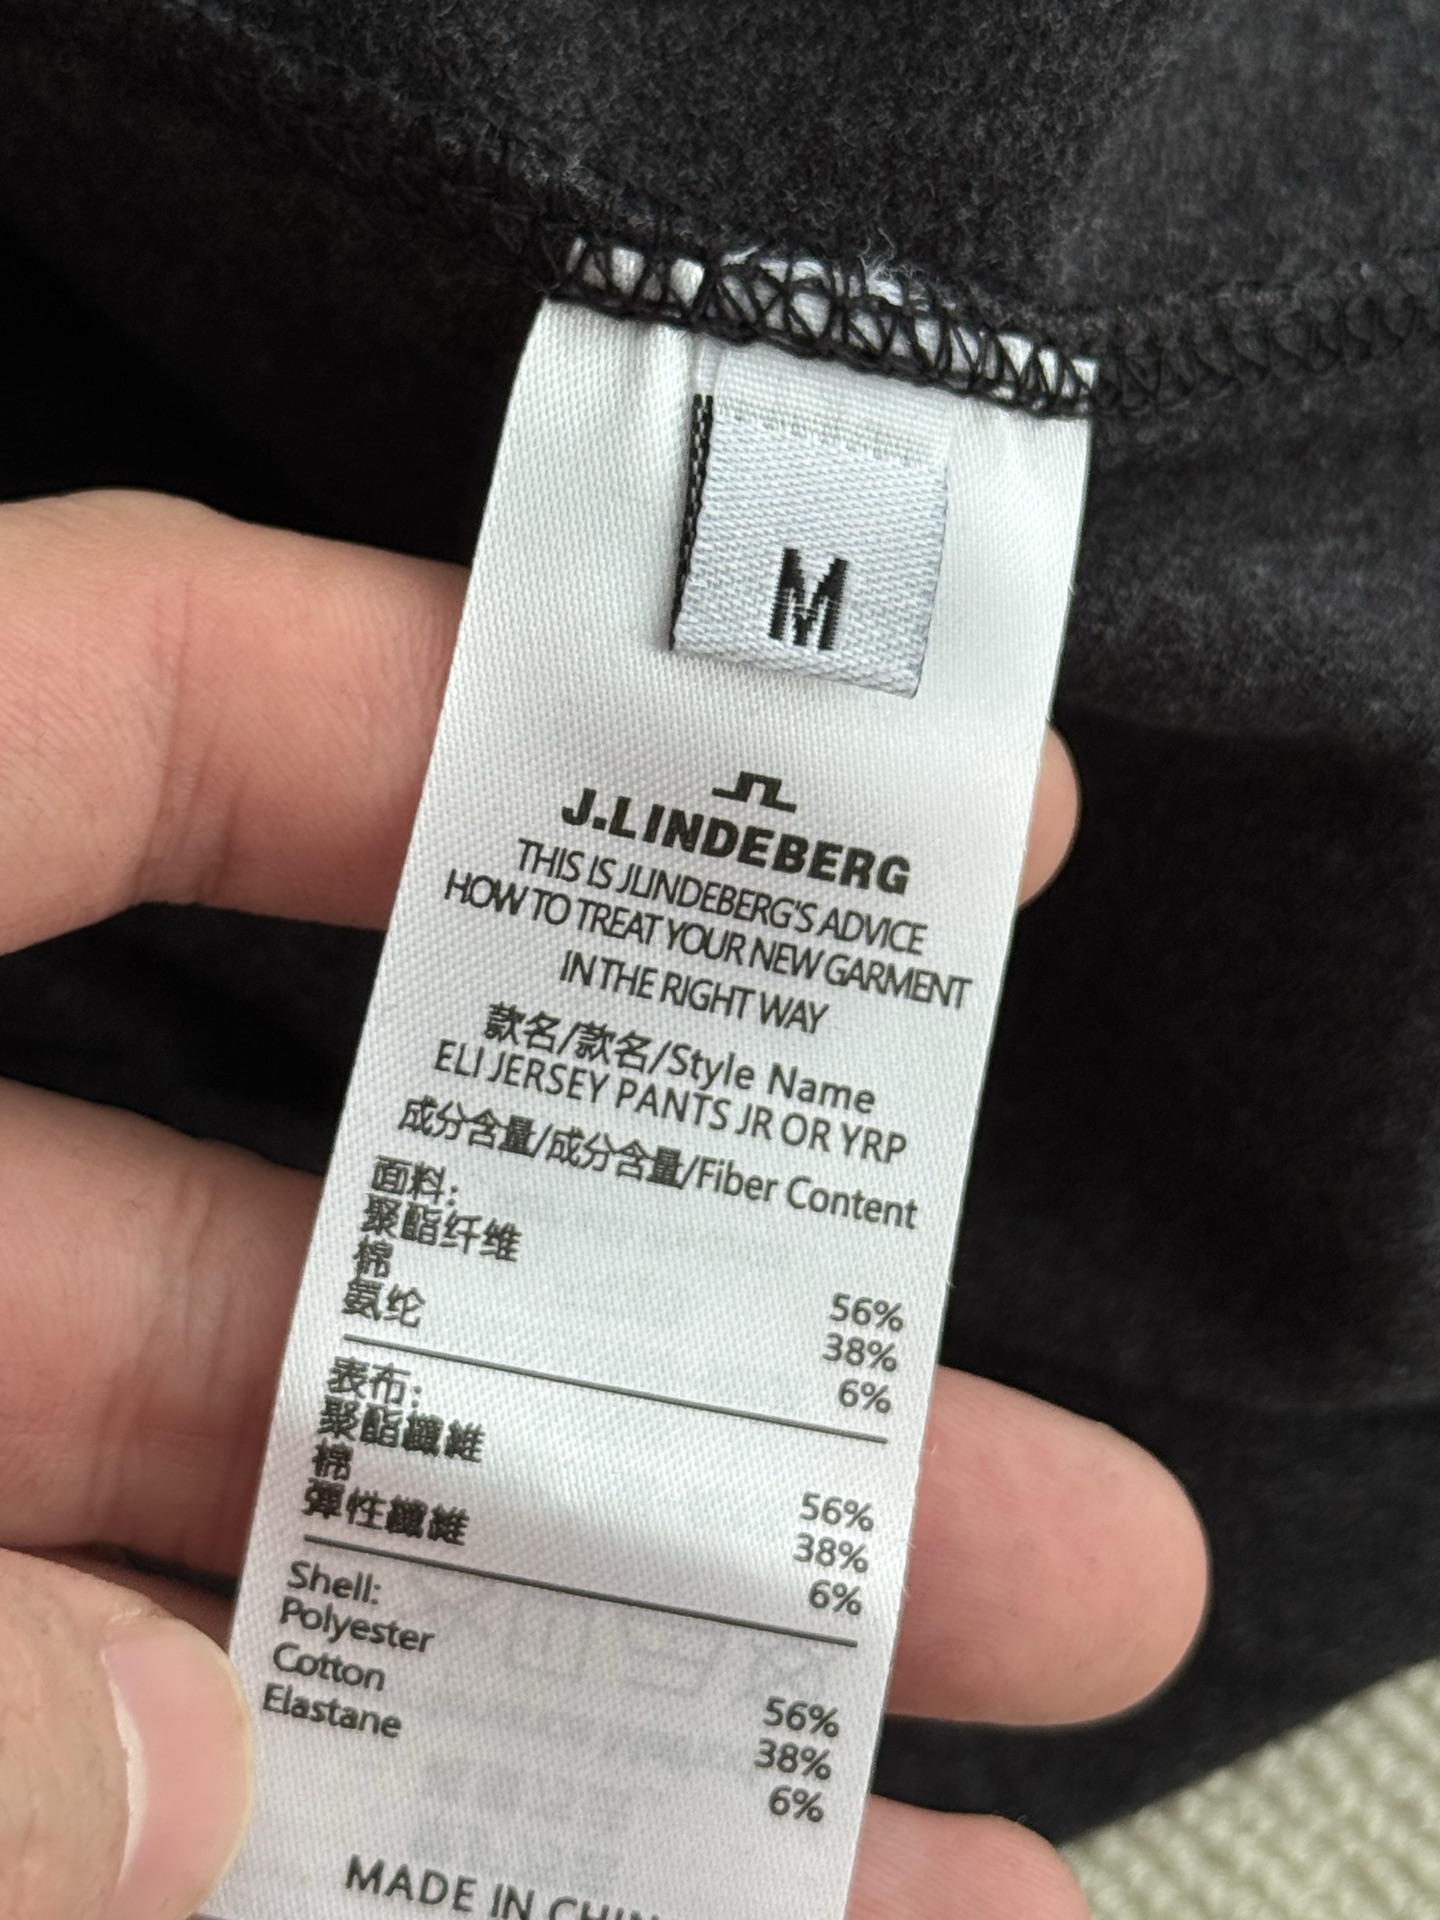 M
J.LINDEBERG
THIS IS JLINDEBERG'S ADVICE
HOW TO TREAT YOUR NEW GARMENT
IN THE RIGHT WAY
款名/款名/Style Name
ELI JERSEY PANTS JR OR YRP
成分含量/成分含量/Fiber Content
面料:
聚酯纤维 56%
棉 38%
氨纶 6%
表布:
聚酯纖維 56%
棉 38%
彈性纖維 6%
Shell:
Polyester 56%
Cotton 38%
Elastane 6%
MADE IN CHIN